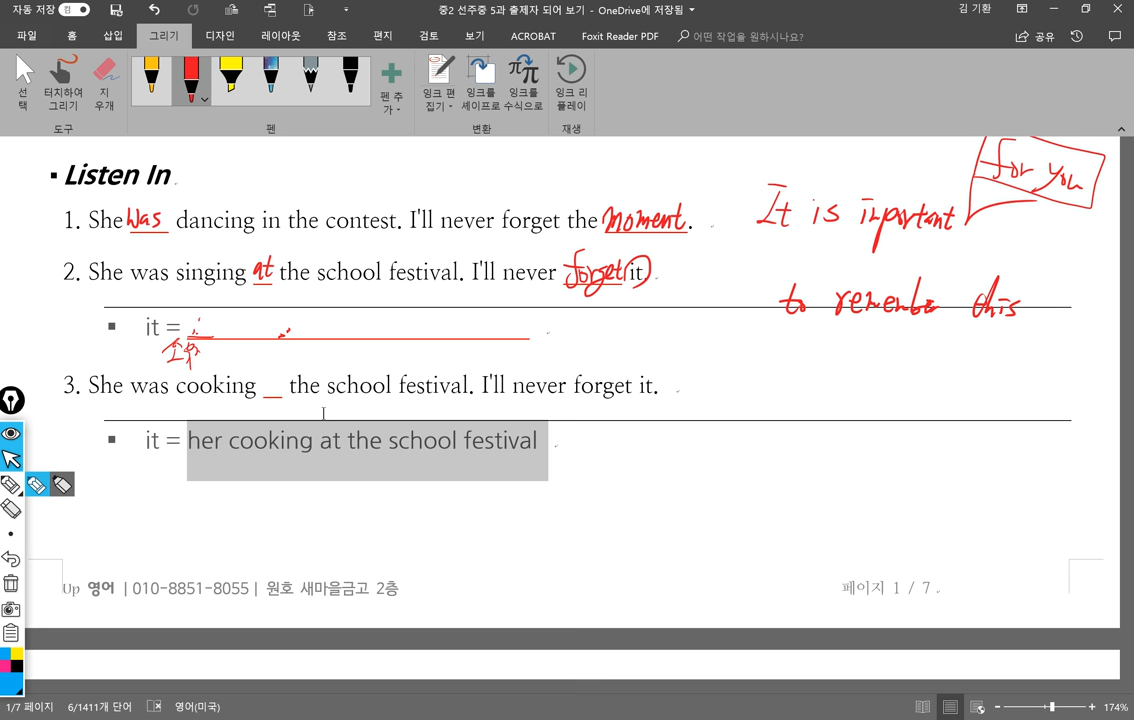 자동 저장 컴 중2 선주중 5과 출제자 되어 보기 - OneDrive에 저장됨 김 기환
파일 홈 삽입 그리기 디자인 레이아웃 참조 편지 검토 보기 ACROBAT Foxit Reader PDF 어떤 작업을 원하시나요? 공유
선택 터치하여 그리기 지우개 펜 추가 잉크 편집기 잉크를 셰이프로 잉크를 수식으로 잉크 리플레이
도구 펜 변환 재생
Listen In
for you
1. She was dancing in the contest. I'll never forget the moment.
It is important
2. She was singing at the school festival. I'll never forget it.
to remembe this
it =
3. She was cooking _ the school festival. I'll never forget it.
it = her cooking at the school festival
Up 영어 | 010-8851-8055 | 원호 새마을금고 2층
페이지 1 / 7
1/7 페이지 6/1411개 단어 영어(미국) 174%